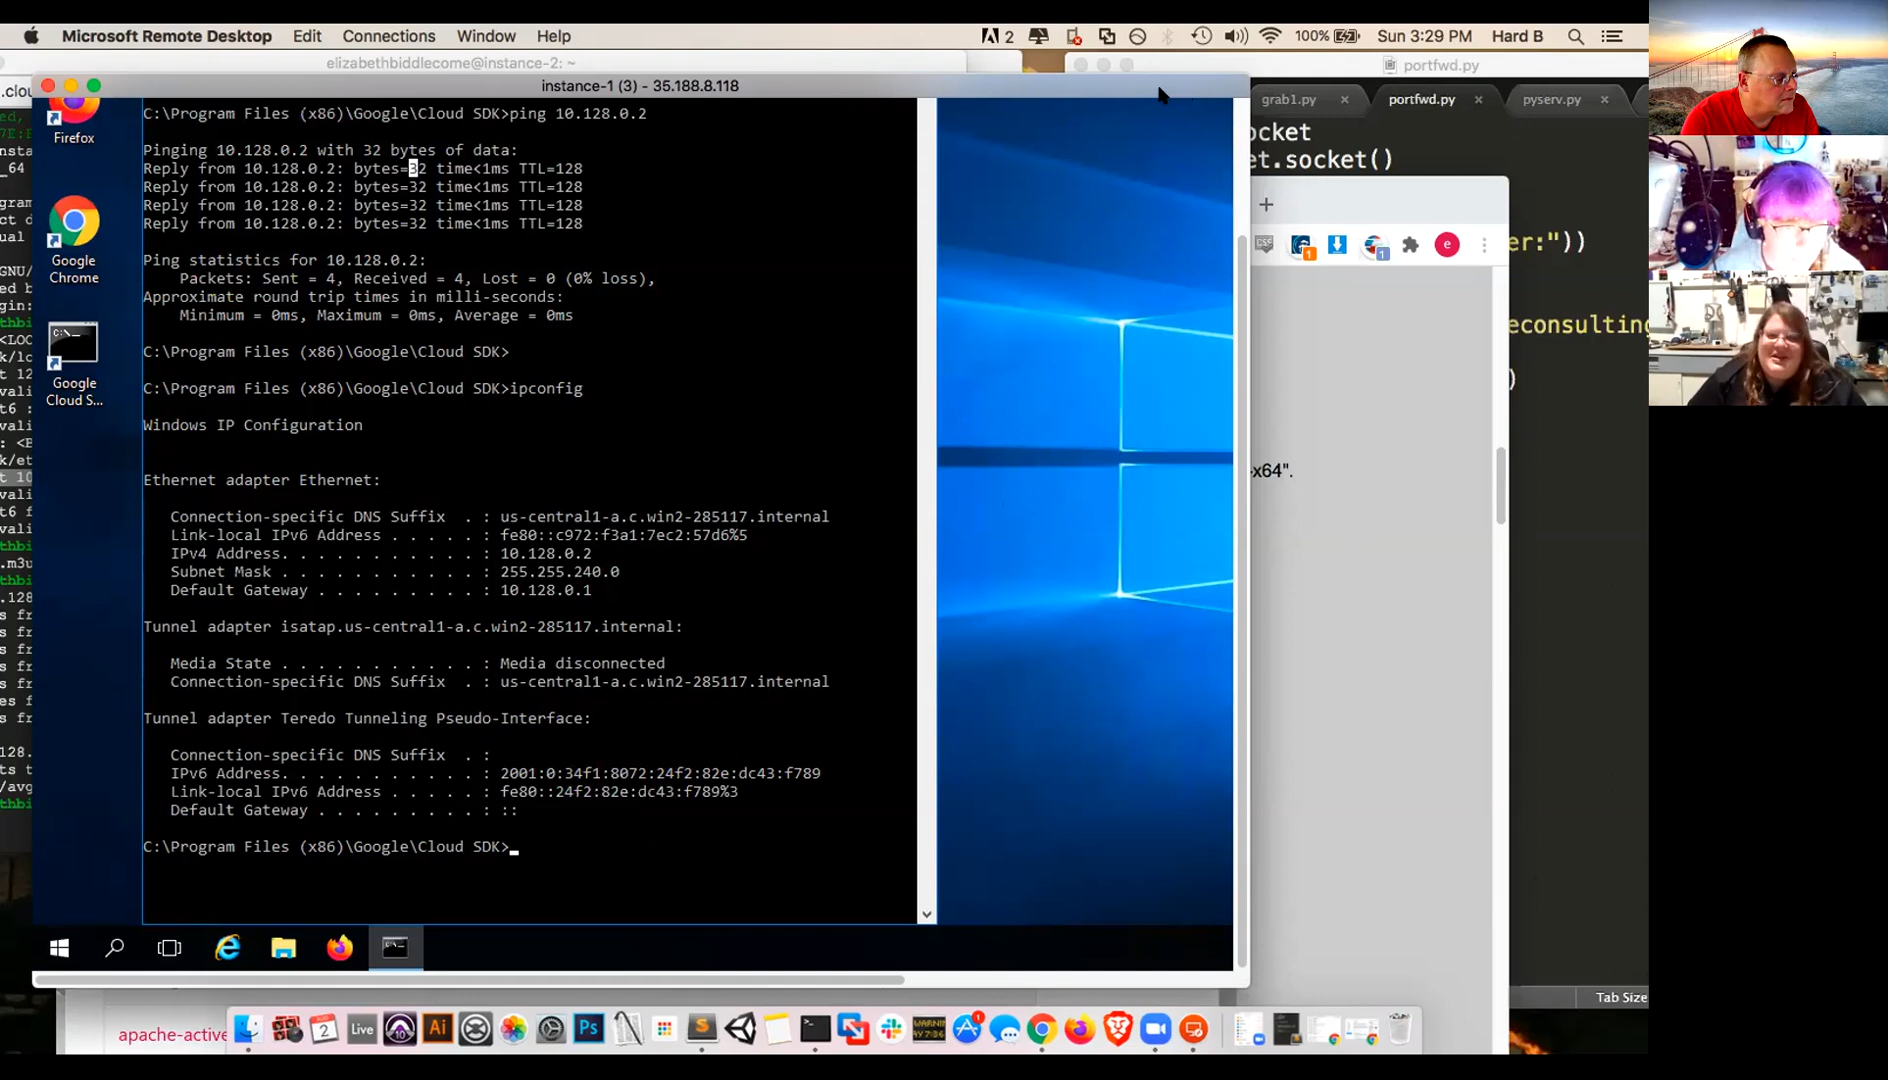 Microsoft Remote Desktop Edit Connections Window Help
2 100% Sun 3:29 PM Hard B
elizabethbiddlecome@instance-2: ~
portfwd.py
instance-1 (3) - 35.188.8.118
grab1.py portfwd.py pyserv.py
ocket
et.socket()
er:"))
econsulting
)
CSS 1 1 e
x64".
Tab Size
Firefox
Google
Chrome
Google
Cloud S...
C:\Program Files (x86)\Google\Cloud SDK>ping 10.128.0.2
Pinging 10.128.0.2 with 32 bytes of data:
Reply from 10.128.0.2: bytes=32 time<1ms TTL=128
Reply from 10.128.0.2: bytes=32 time<1ms TTL=128
Reply from 10.128.0.2: bytes=32 time<1ms TTL=128
Reply from 10.128.0.2: bytes=32 time<1ms TTL=128
Ping statistics for 10.128.0.2:
Packets: Sent = 4, Received = 4, Lost = 0 (0% loss),
Approximate round trip times in milli-seconds:
Minimum = 0ms, Maximum = 0ms, Average = 0ms
C:\Program Files (x86)\Google\Cloud SDK>
C:\Program Files (x86)\Google\Cloud SDK>ipconfig
Windows IP Configuration
Ethernet adapter Ethernet:
Connection-specific DNS Suffix . : us-central1-a.c.win2-285117.internal
Link-local IPv6 Address . . . . . : fe80::c972:f3a1:7ec2:57d6%5
IPv4 Address. . . . . . . . . . . : 10.128.0.2
Subnet Mask . . . . . . . . . . . : 255.255.240.0
Default Gateway . . . . . . . . . : 10.128.0.1
Tunnel adapter isatap.us-central1-a.c.win2-285117.internal:
Media State . . . . . . . . . . . : Media disconnected
Connection-specific DNS Suffix . : us-central1-a.c.win2-285117.internal
Tunnel adapter Teredo Tunneling Pseudo-Interface:
Connection-specific DNS Suffix . :
IPv6 Address. . . . . . . . . . . : 2001:0:34f1:8072:24f2:82e:dc43:f789
Link-local IPv6 Address . . . . . : fe80::24f2:82e:dc43:f789%3
Default Gateway . . . . . . . . . : ::
C:\Program Files (x86)\Google\Cloud SDK>
apache-active
2 Live 10 Ai Ps 1